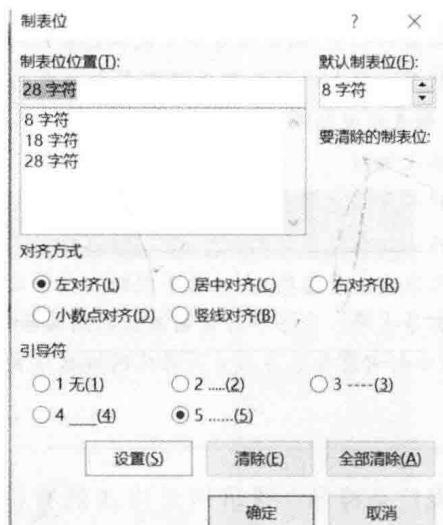 制表位 ? ×
制表位位置(T): 默认制表位(F):
28 字符 8 字符
8 字符
18 字符
28 字符
要清除的制表位:
对齐方式
左对齐(L) 居中对齐(C) 右对齐(R)
小数点对齐(D) 竖线对齐(B)
引导符
1 无(1) 2 .....(2) 3 ----(3)
4 ___(4) 5 ......(5)
设置(S) 清除(E) 全部清除(A)
确定 取消